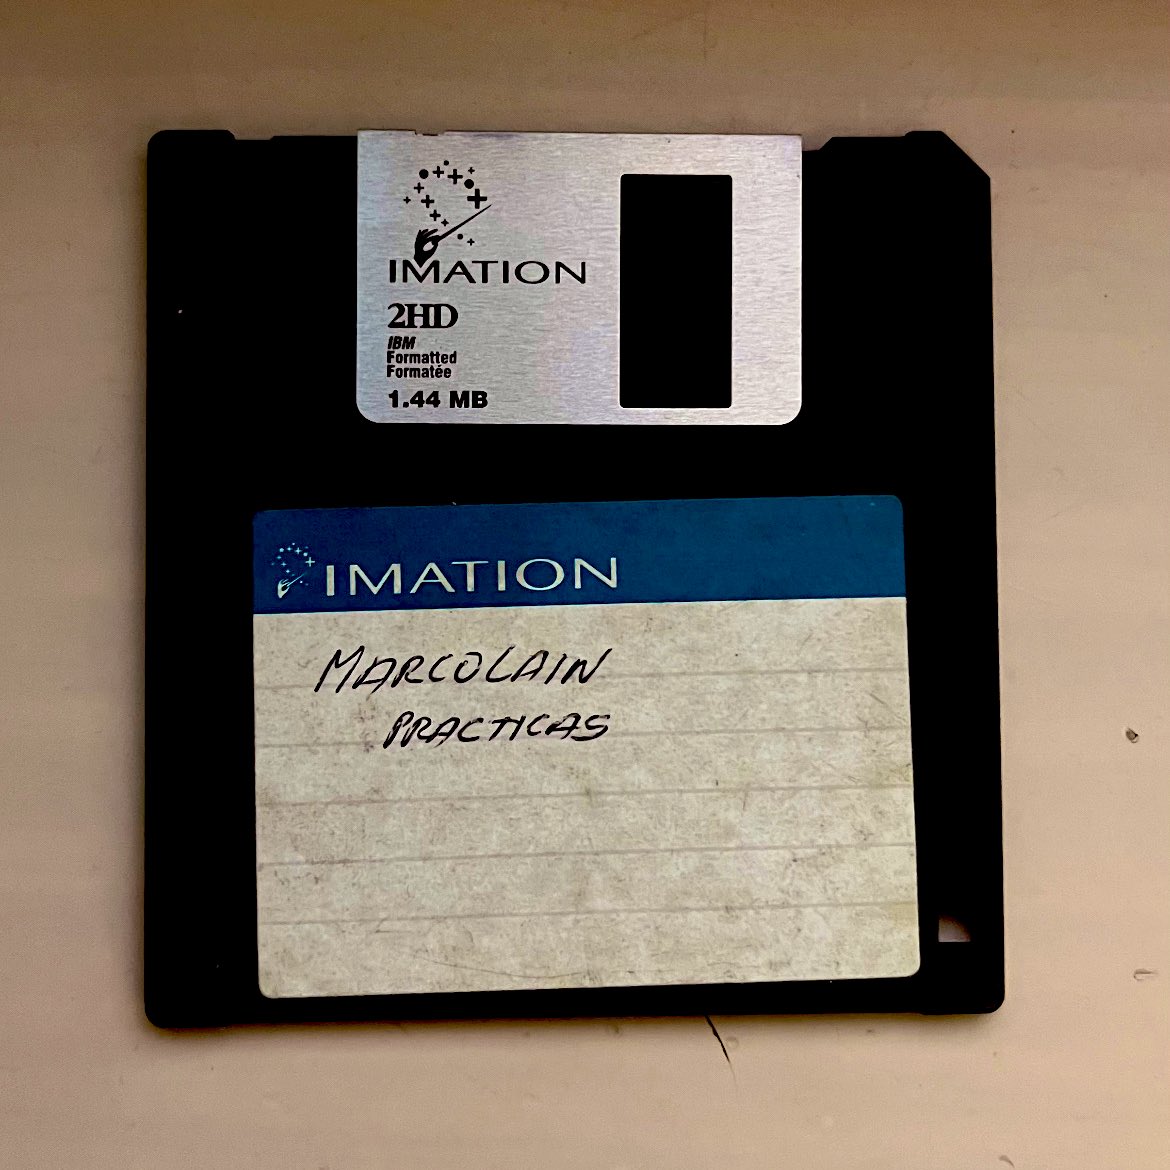 IMATION
2HD
IBM
Formatted
Formatée
1.44 MB
IMATION
MARCOLAIN
PRACTICAS